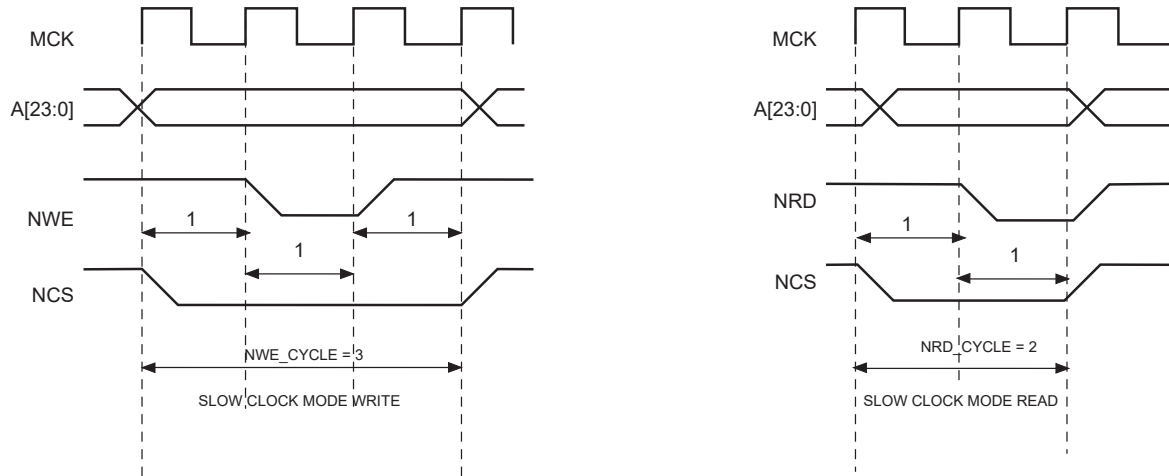 MCK
A[23:0]
NWE
1
1
1
NCS
NWE_CYCLE = 3
SLOW CLOCK MODE WRITE
MCK
A[23:0]
NRD
1
1
NCS
NRD_CYCLE = 2
SLOW CLOCK MODE READ